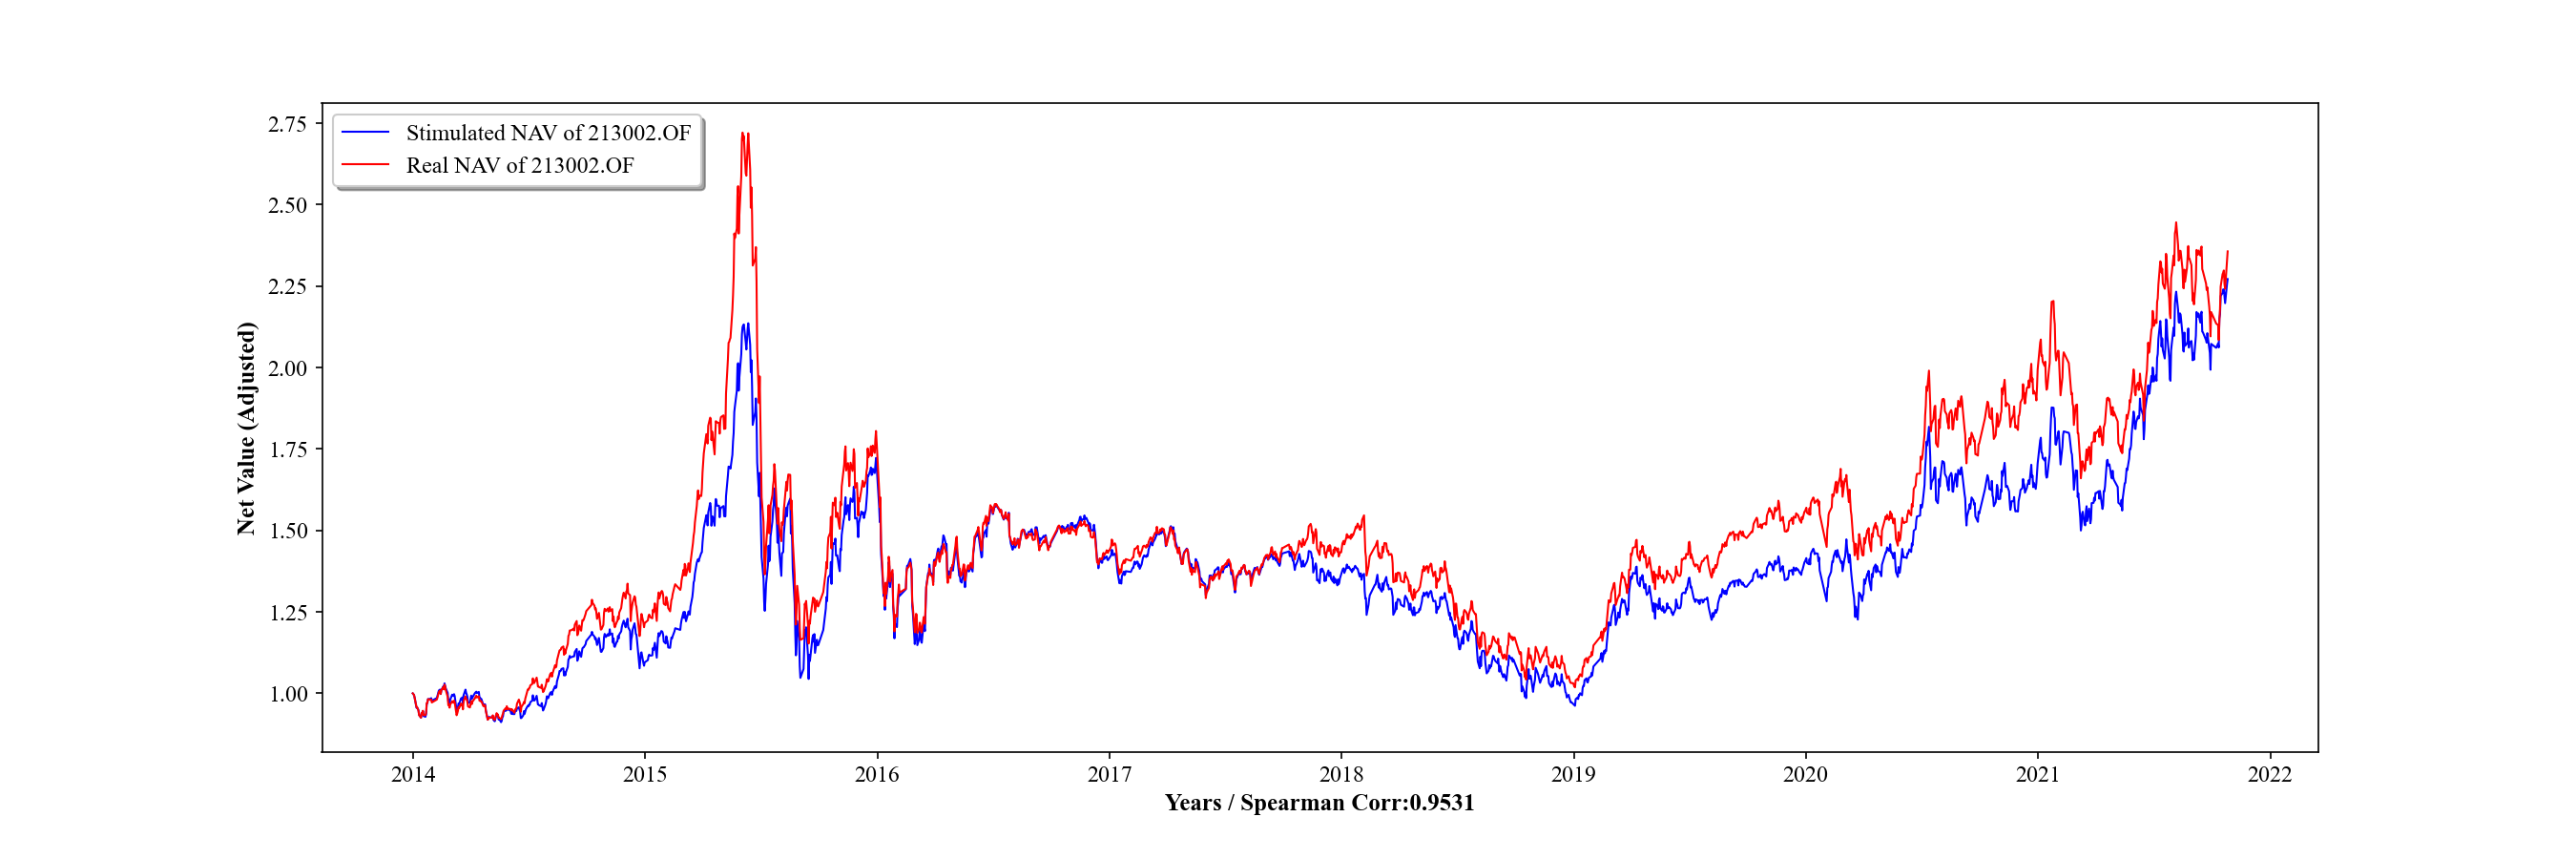 Stimulated NAV of 213002.OF
Real NAV of 213002.OF
Net Value (Adjusted)
2.75
2.50
2.25
2.00
1.75
1.50
1.25
1.00
2014 2015 2016 2017 2018 2019 2020 2021 2022
Years / Spearman Corr:0.9531